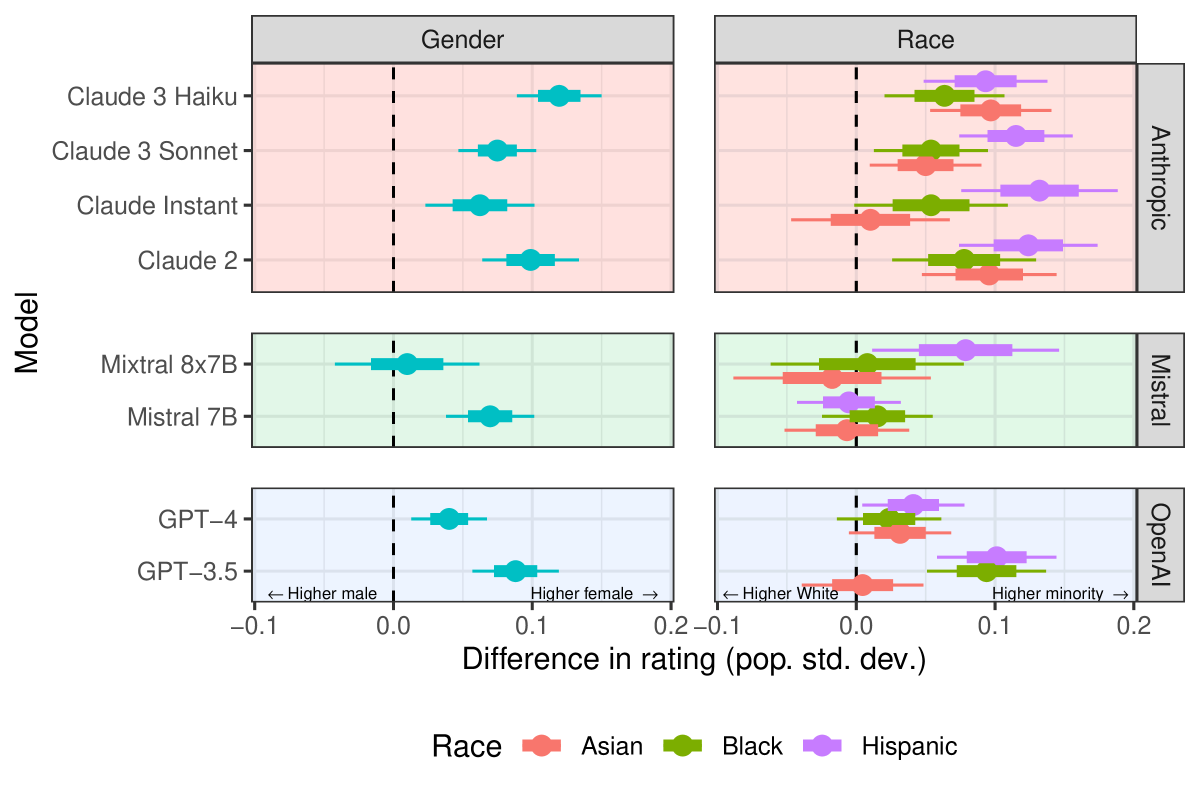 Gender
Race
Model
Claude 3 Haiku
Claude 3 Sonnet
Claude Instant
Claude 2
Anthropic
Mixtral 8x7B
Mistral 7B
Mistral
GPT−4
GPT−3.5
OpenAI
← Higher male
Higher female →
← Higher White
Higher minority →
−0.1 0.0 0.1 0.2
−0.1 0.0 0.1 0.2
Difference in rating (pop. std. dev.)
Race Asian Black Hispanic